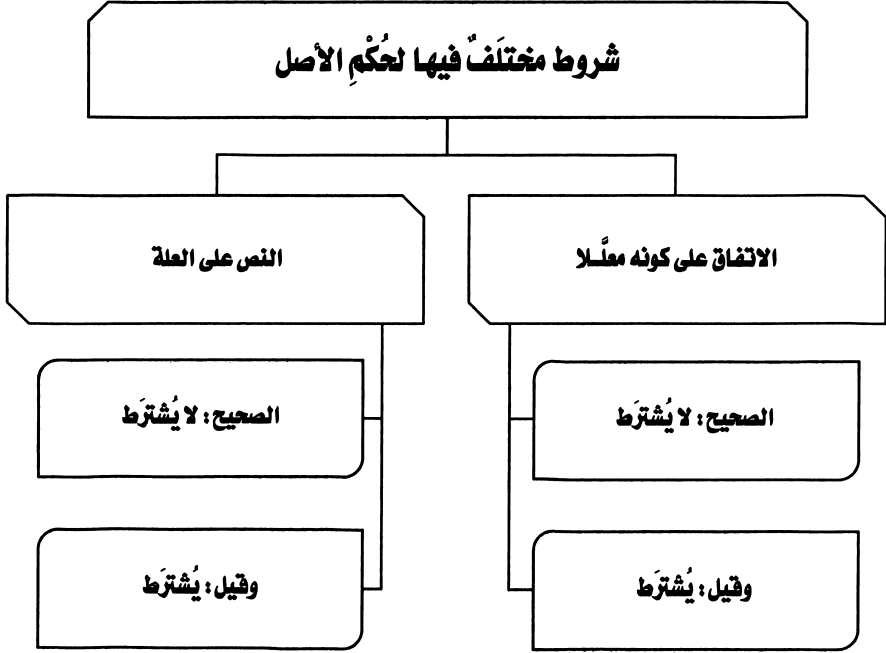 شروط مختلَفٌ فيها لحُكْمِ الأصل
الاتفاق على كونه معلَّـلا
النص على العلة
الصحيح: لا يُشترَط
الصحيح: لا يُشترَط
وقيل: يُشترَط
وقيل: يُشترَط